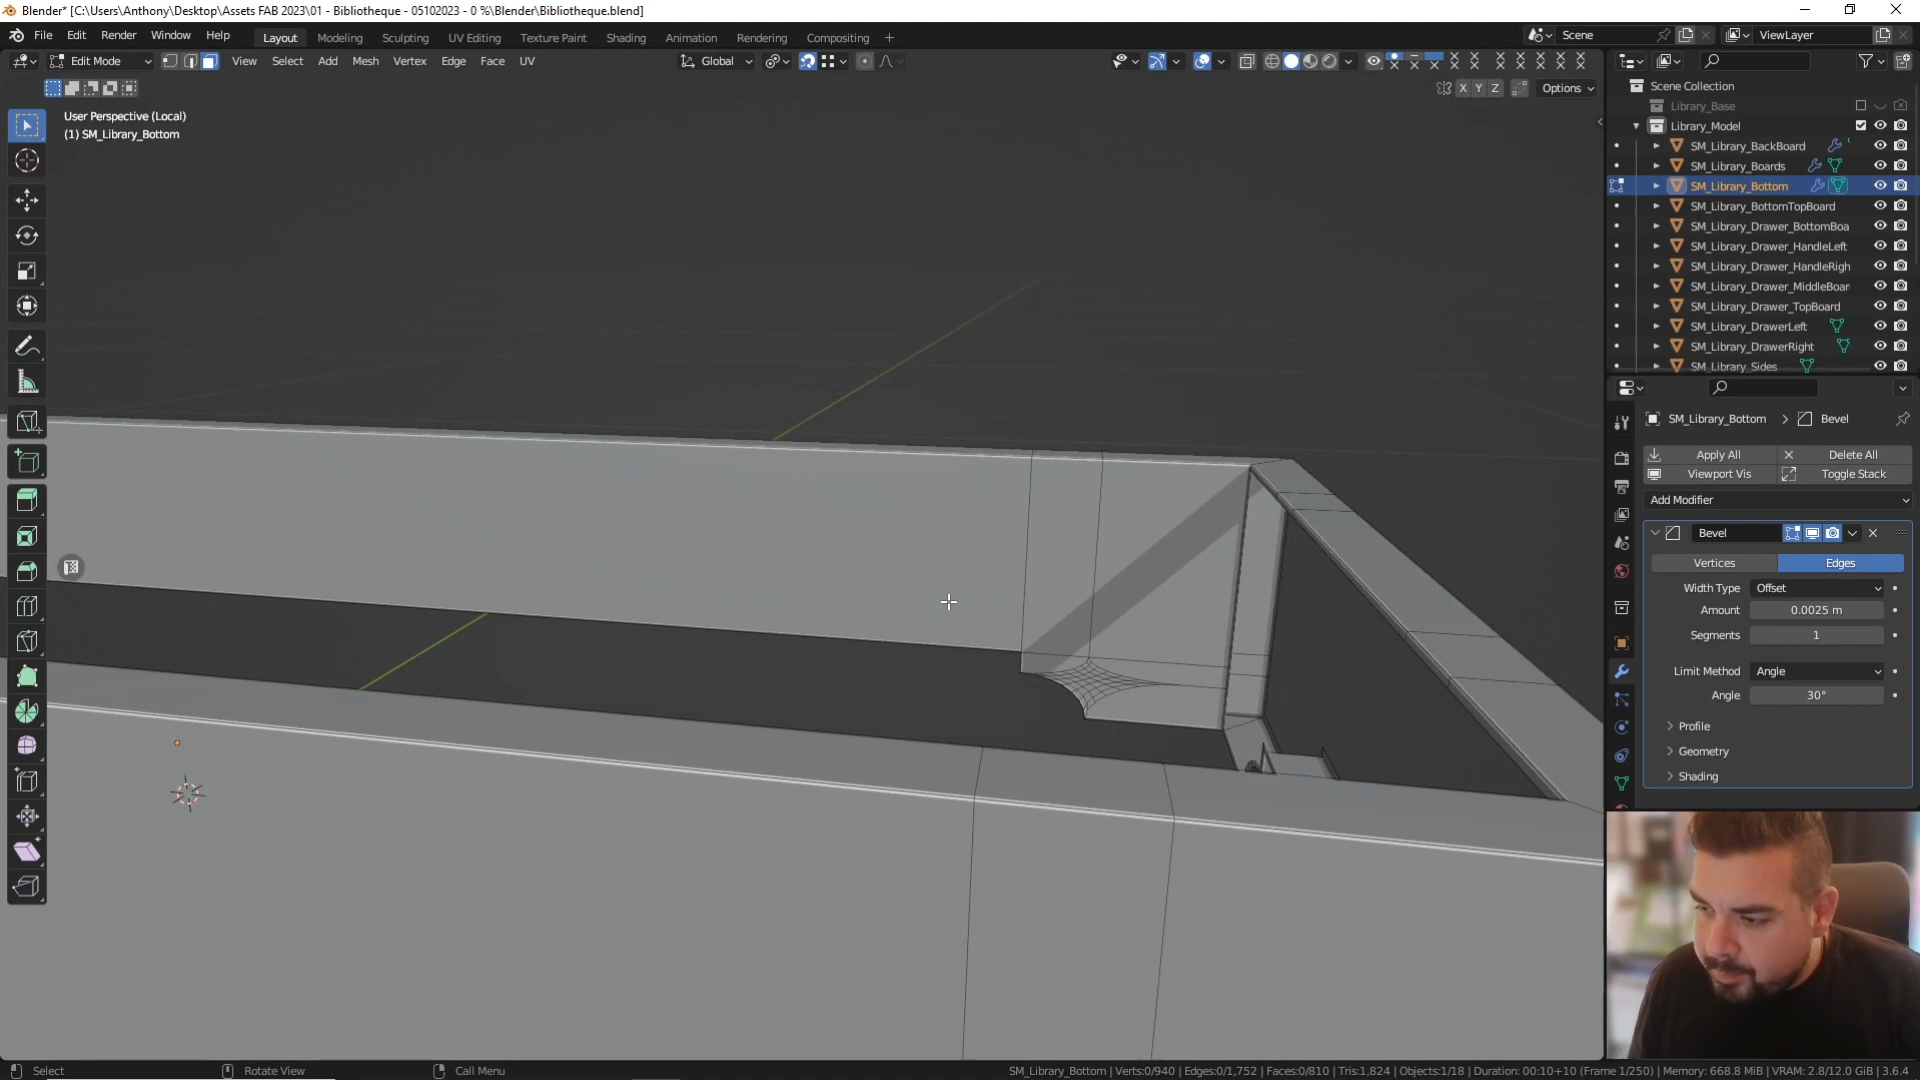 Blender* [C:\Users\Anthony\Desktop\Assets FAB 2023\01 - Bibliotheque - 05102023 - 0 %\Blender\Bibliotheque.blend]
File Edit Render Window Help Layout Modeling Sculpting UV Editing Texture Paint Shading Animation Rendering Compositing + Scene ViewLayer
Edit Mode View Select Add Mesh Vertex Edge Face UV Global
X Y Z Options
User Perspective (Local)
(1) SM_Library_Bottom
Scene Collection
Library_Base
Library_Model
SM_Library_BackBoard
SM_Library_Boards
SM_Library_Bottom
SM_Library_BottomTopBoard
SM_Library_Drawer_BottomBoa
SM_Library_Drawer_HandleLeft
SM_Library_Drawer_HandleRigh
SM_Library_Drawer_MiddleBoar
SM_Library_Drawer_TopBoard
SM_Library_DrawerLeft
SM_Library_DrawerRight
SM_Library_Sides
SM_Library_Bottom > Bevel
Apply All Delete All
Viewport Vis Toggle Stack
Add Modifier
Bevel
Vertices Edges
Width Type Offset
Amount 0.0025 m
Segments 1
Limit Method Angle
Angle 30°
Profile
Geometry
Shading
Select Rotate View Call Menu SM_Library_Bottom | Verts:0/940 | Edges:0/1,752 | Faces:0/810 | Tris:1,824 | Objects:1/18 | Duration: 00:10+10 (Frame 1/250) | Memory: 668.8 MiB | VRAM: 2.8/12.0 GiB | 3.6.4